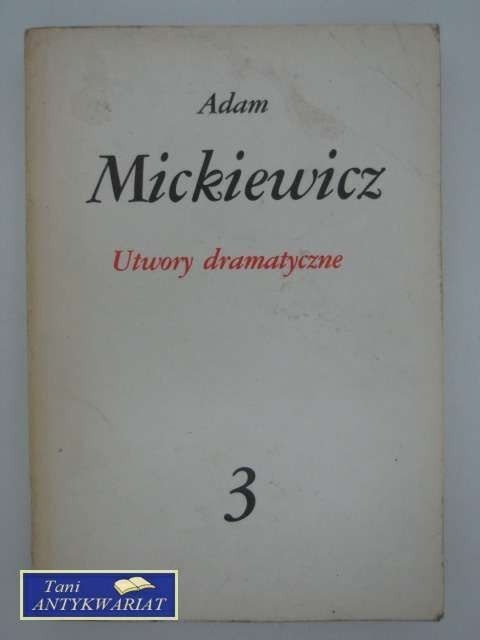 Adam
Mickiewicz
Utwory dramatyczne
3
Tani
ANTYKWARIAT